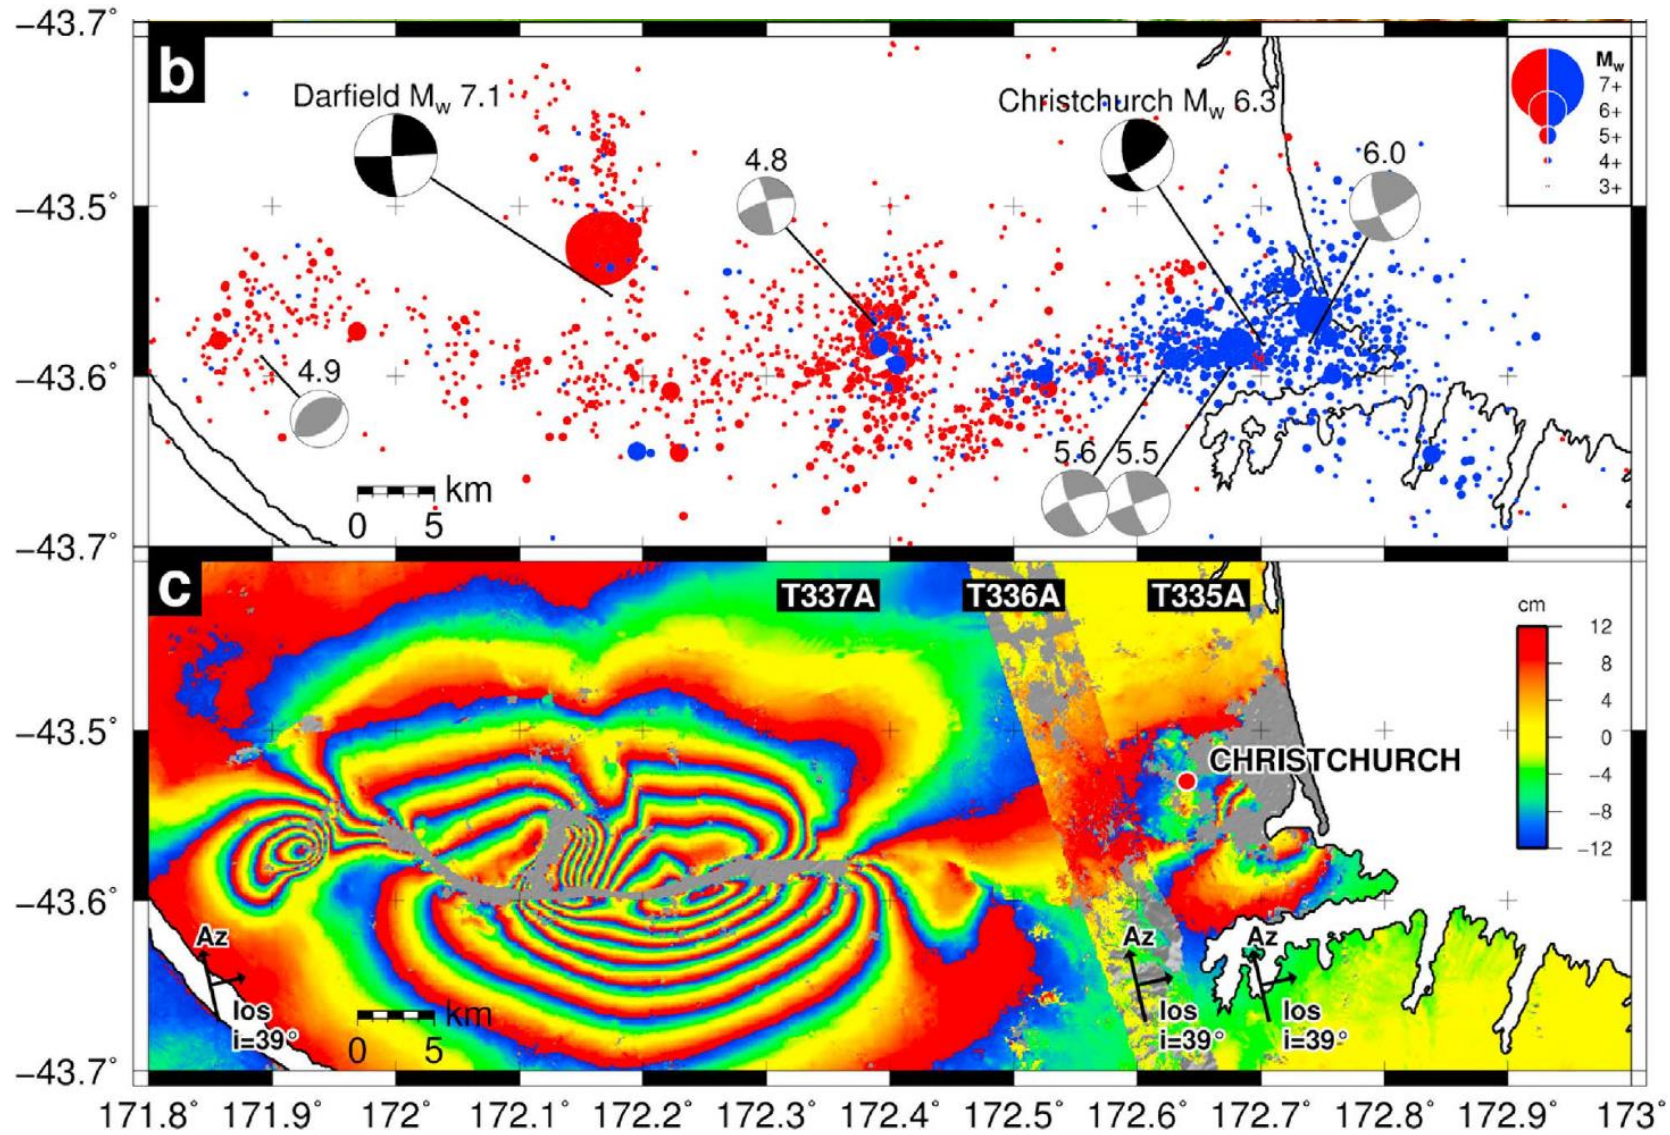 −43.7°
b
Darfield Mw 7.1
Christchurch Mw 6.3
Mw
7+
6+
5+
4+
3+
4.8
6.0
−43.5°
4.9
−43.6°
5.6 5.5
km
0 5
−43.7°
c
T337A T336A T335A
cm
12
8
4
0
−4
−8
−12
−43.5°
CHRISTCHURCH
−43.6°
Az
los
i=39°
km
0 5
Az
los
i=39°
Az
los
i=39°
−43.7°
171.8° 171.9° 172° 172.1° 172.2° 172.3° 172.4° 172.5° 172.6° 172.7° 172.8° 172.9° 173°